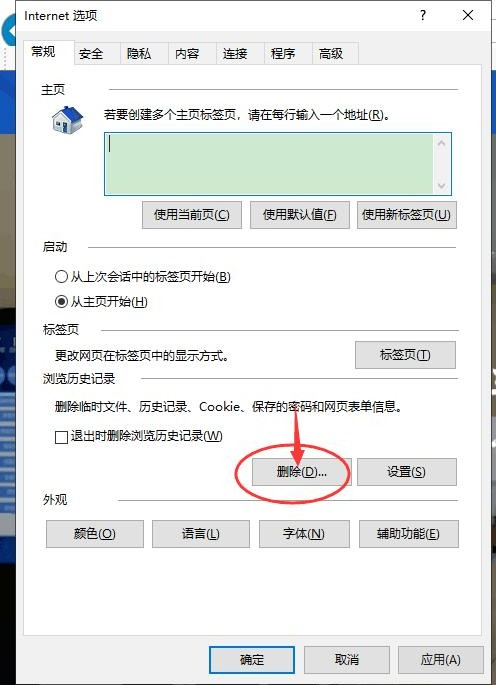 Internet 选项
常规 安全 隐私 内容 连接 程序 高级
主页
若要创建多个主页标签页，请在每行输入一个地址(R)。
使用当前页(C) 使用默认值(F) 使用新标签页(U)
启动
从上次会话中的标签页开始(B)
从主页开始(H)
标签页
更改网页在标签页中的显示方式。 标签页(T)
浏览历史记录
删除临时文件、历史记录、Cookie、保存的密码和网页表单信息。
退出时删除浏览历史记录(W)
删除(D)... 设置(S)
外观
颜色(O) 语言(L) 字体(N) 辅助功能(E)
确定 取消 应用(A)